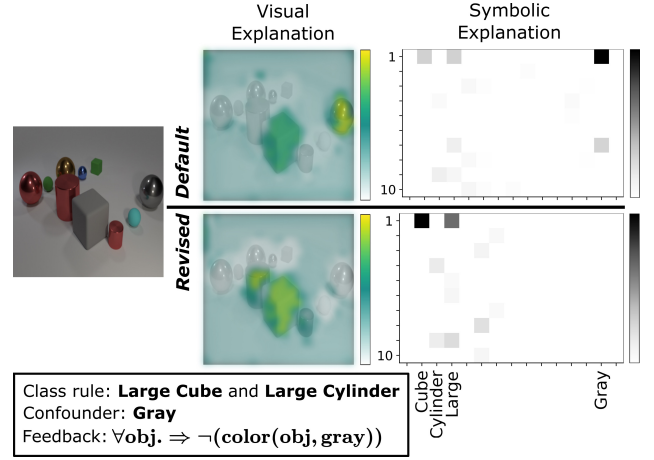 Visual
Explanation
Symbolic
Explanation
Default
1
10
Revised
1
10
Cube
Cylinder
Large
Gray
Class rule: Large Cube and Large Cylinder
Confounder: Gray
Feedback: ∀obj. ⇒ ¬(color(obj, gray))